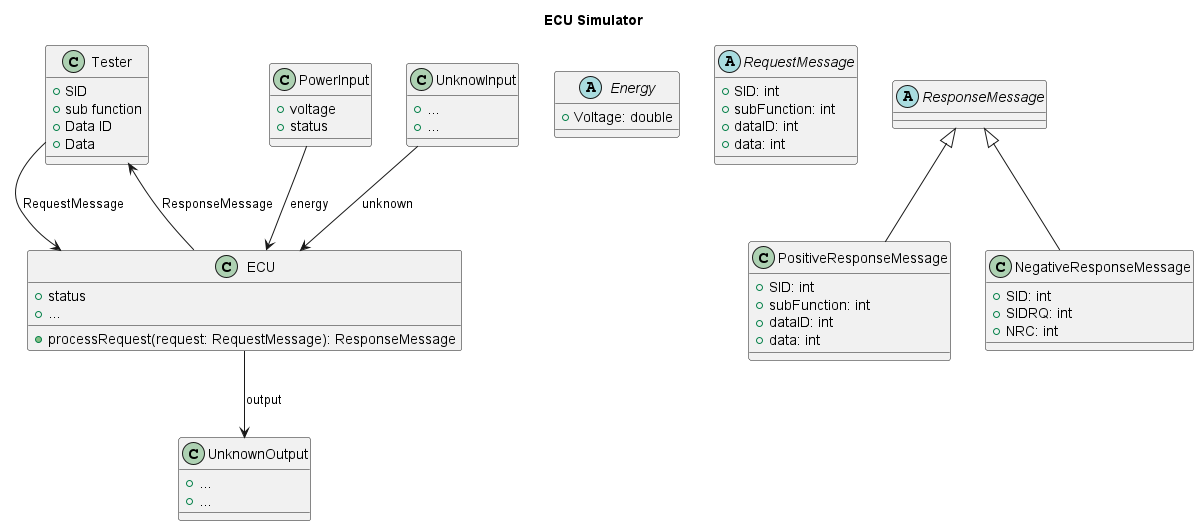 ECU Simulator
C Tester
SID
sub function
Data ID
Data
C PowerInput
voltage
status
C UnknowInput
...
...
A Energy
Voltage: double
A RequestMessage
SID: int
subFunction: int
dataID: int
data: int
A ResponseMessage
RequestMessage
ResponseMessage
energy
unknown
C ECU
status
...
processRequest(request: RequestMessage): ResponseMessage
C PositiveResponseMessage
SID: int
subFunction: int
dataID: int
data: int
C NegativeResponseMessage
SID: int
SIDRQ: int
NRC: int
output
C UnknownOutput
...
...